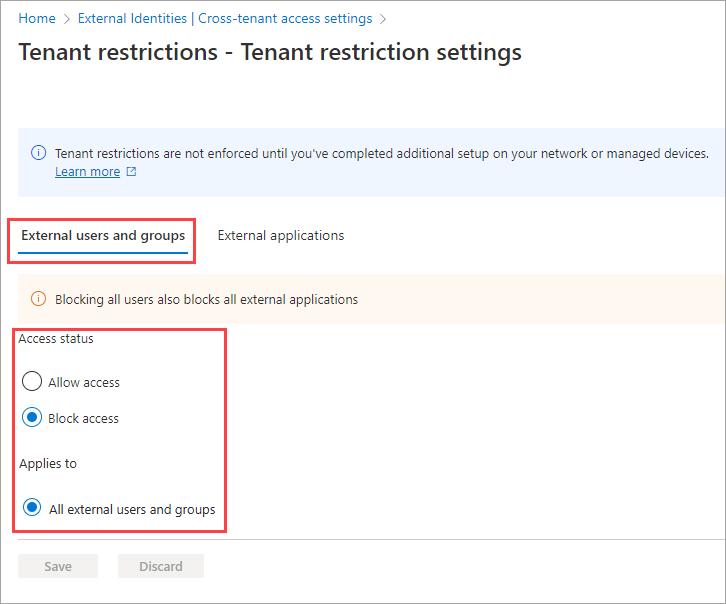 Home > External Identities | Cross-tenant access settings >
Tenant restrictions - Tenant restriction settings
Tenant restrictions are not enforced until you've completed additional setup on your network or managed devices.
Learn more
External users and groups External applications
Blocking all users also blocks all external applications
Access status
Allow access
Block access
Applies to
All external users and groups
Save Discard